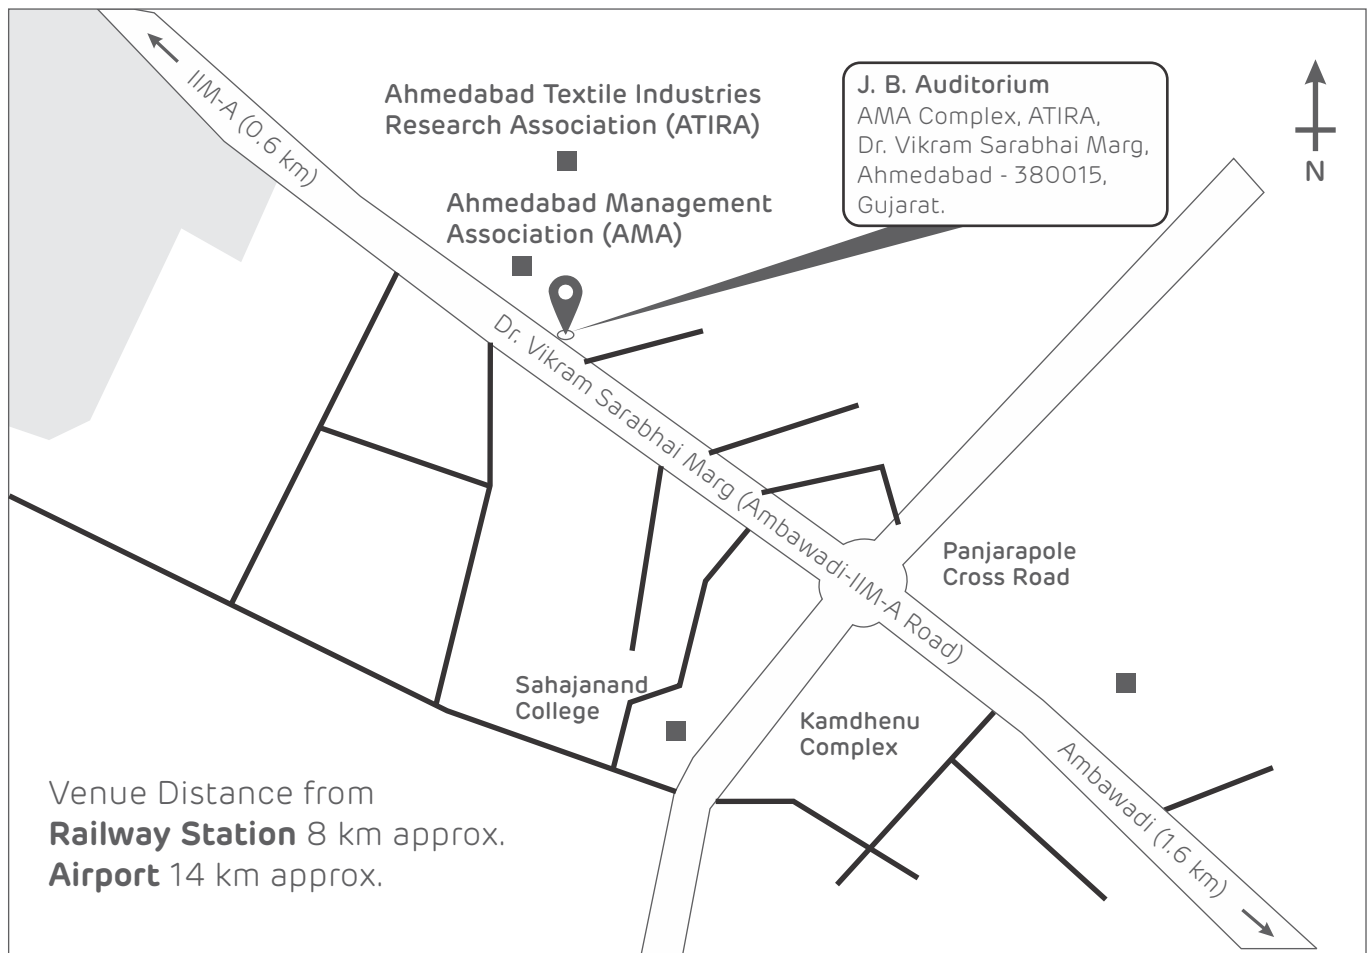 IIM-A (0.6 km)
Ahmedabad Textile Industries
Research Association (ATIRA)
Ahmedabad Management
Association (AMA)
J. B. Auditorium
AMA Complex, ATIRA,
Dr. Vikram Sarabhai Marg,
Ahmedabad - 380015,
Gujarat.
N
Dr. Vikram Sarabhai Marg (Ambawadi-IIM-A Road)
Panjarapole
Cross Road
Sahajanand
College
Kamdhenu
Complex
Ambawadi (1.6 km)
Venue Distance from
Railway Station 8 km approx.
Airport 14 km approx.